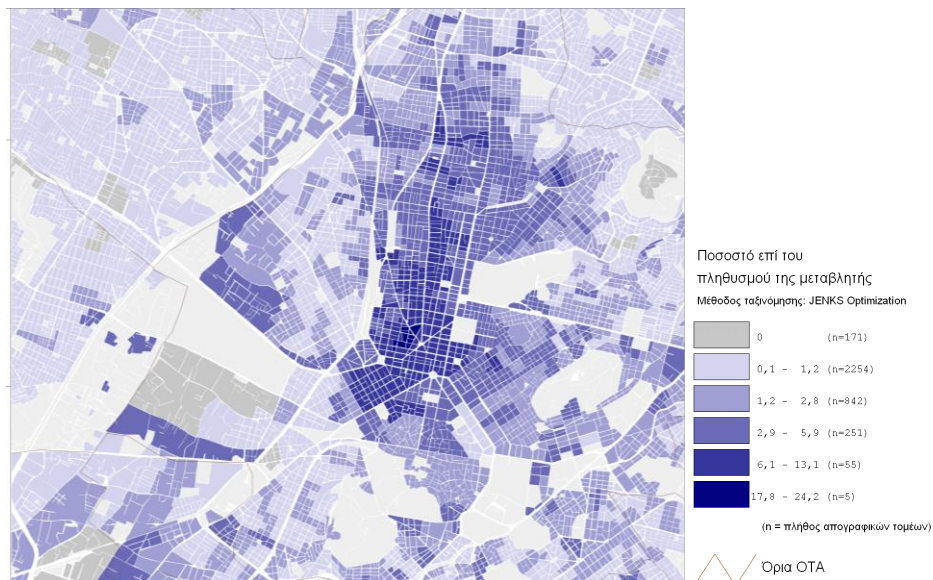 Ποσοστό επί του
πληθυσμού της μεταβλητής
Μέθοδος ταξινόμησης: JENKS Optimization
0 (n=171)
0,1 - 1,2 (n=2254)
1,2 - 2,8 (n=842)
2,9 - 5,9 (n=251)
6,1 - 13,1 (n=55)
17,8 - 24,2 (n=5)
(n = πλήθος απογραφικών τομέων)
Όρια ΟΤΑ